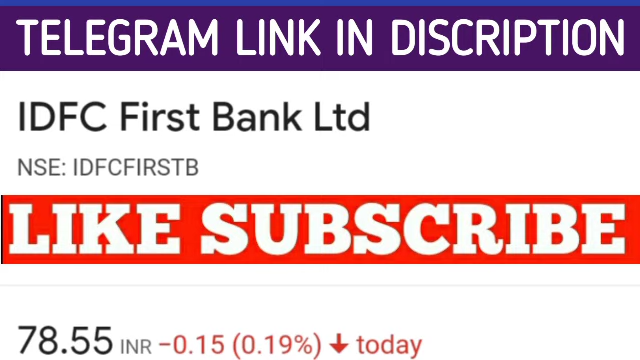 TELEGRAM LINK IN DISCRIPTION
IDFC First Bank Ltd
NSE: IDFCFIRSTB
LIKE SUBSCRIBE
78.55 INR −0.15 (0.19%) ↓ today